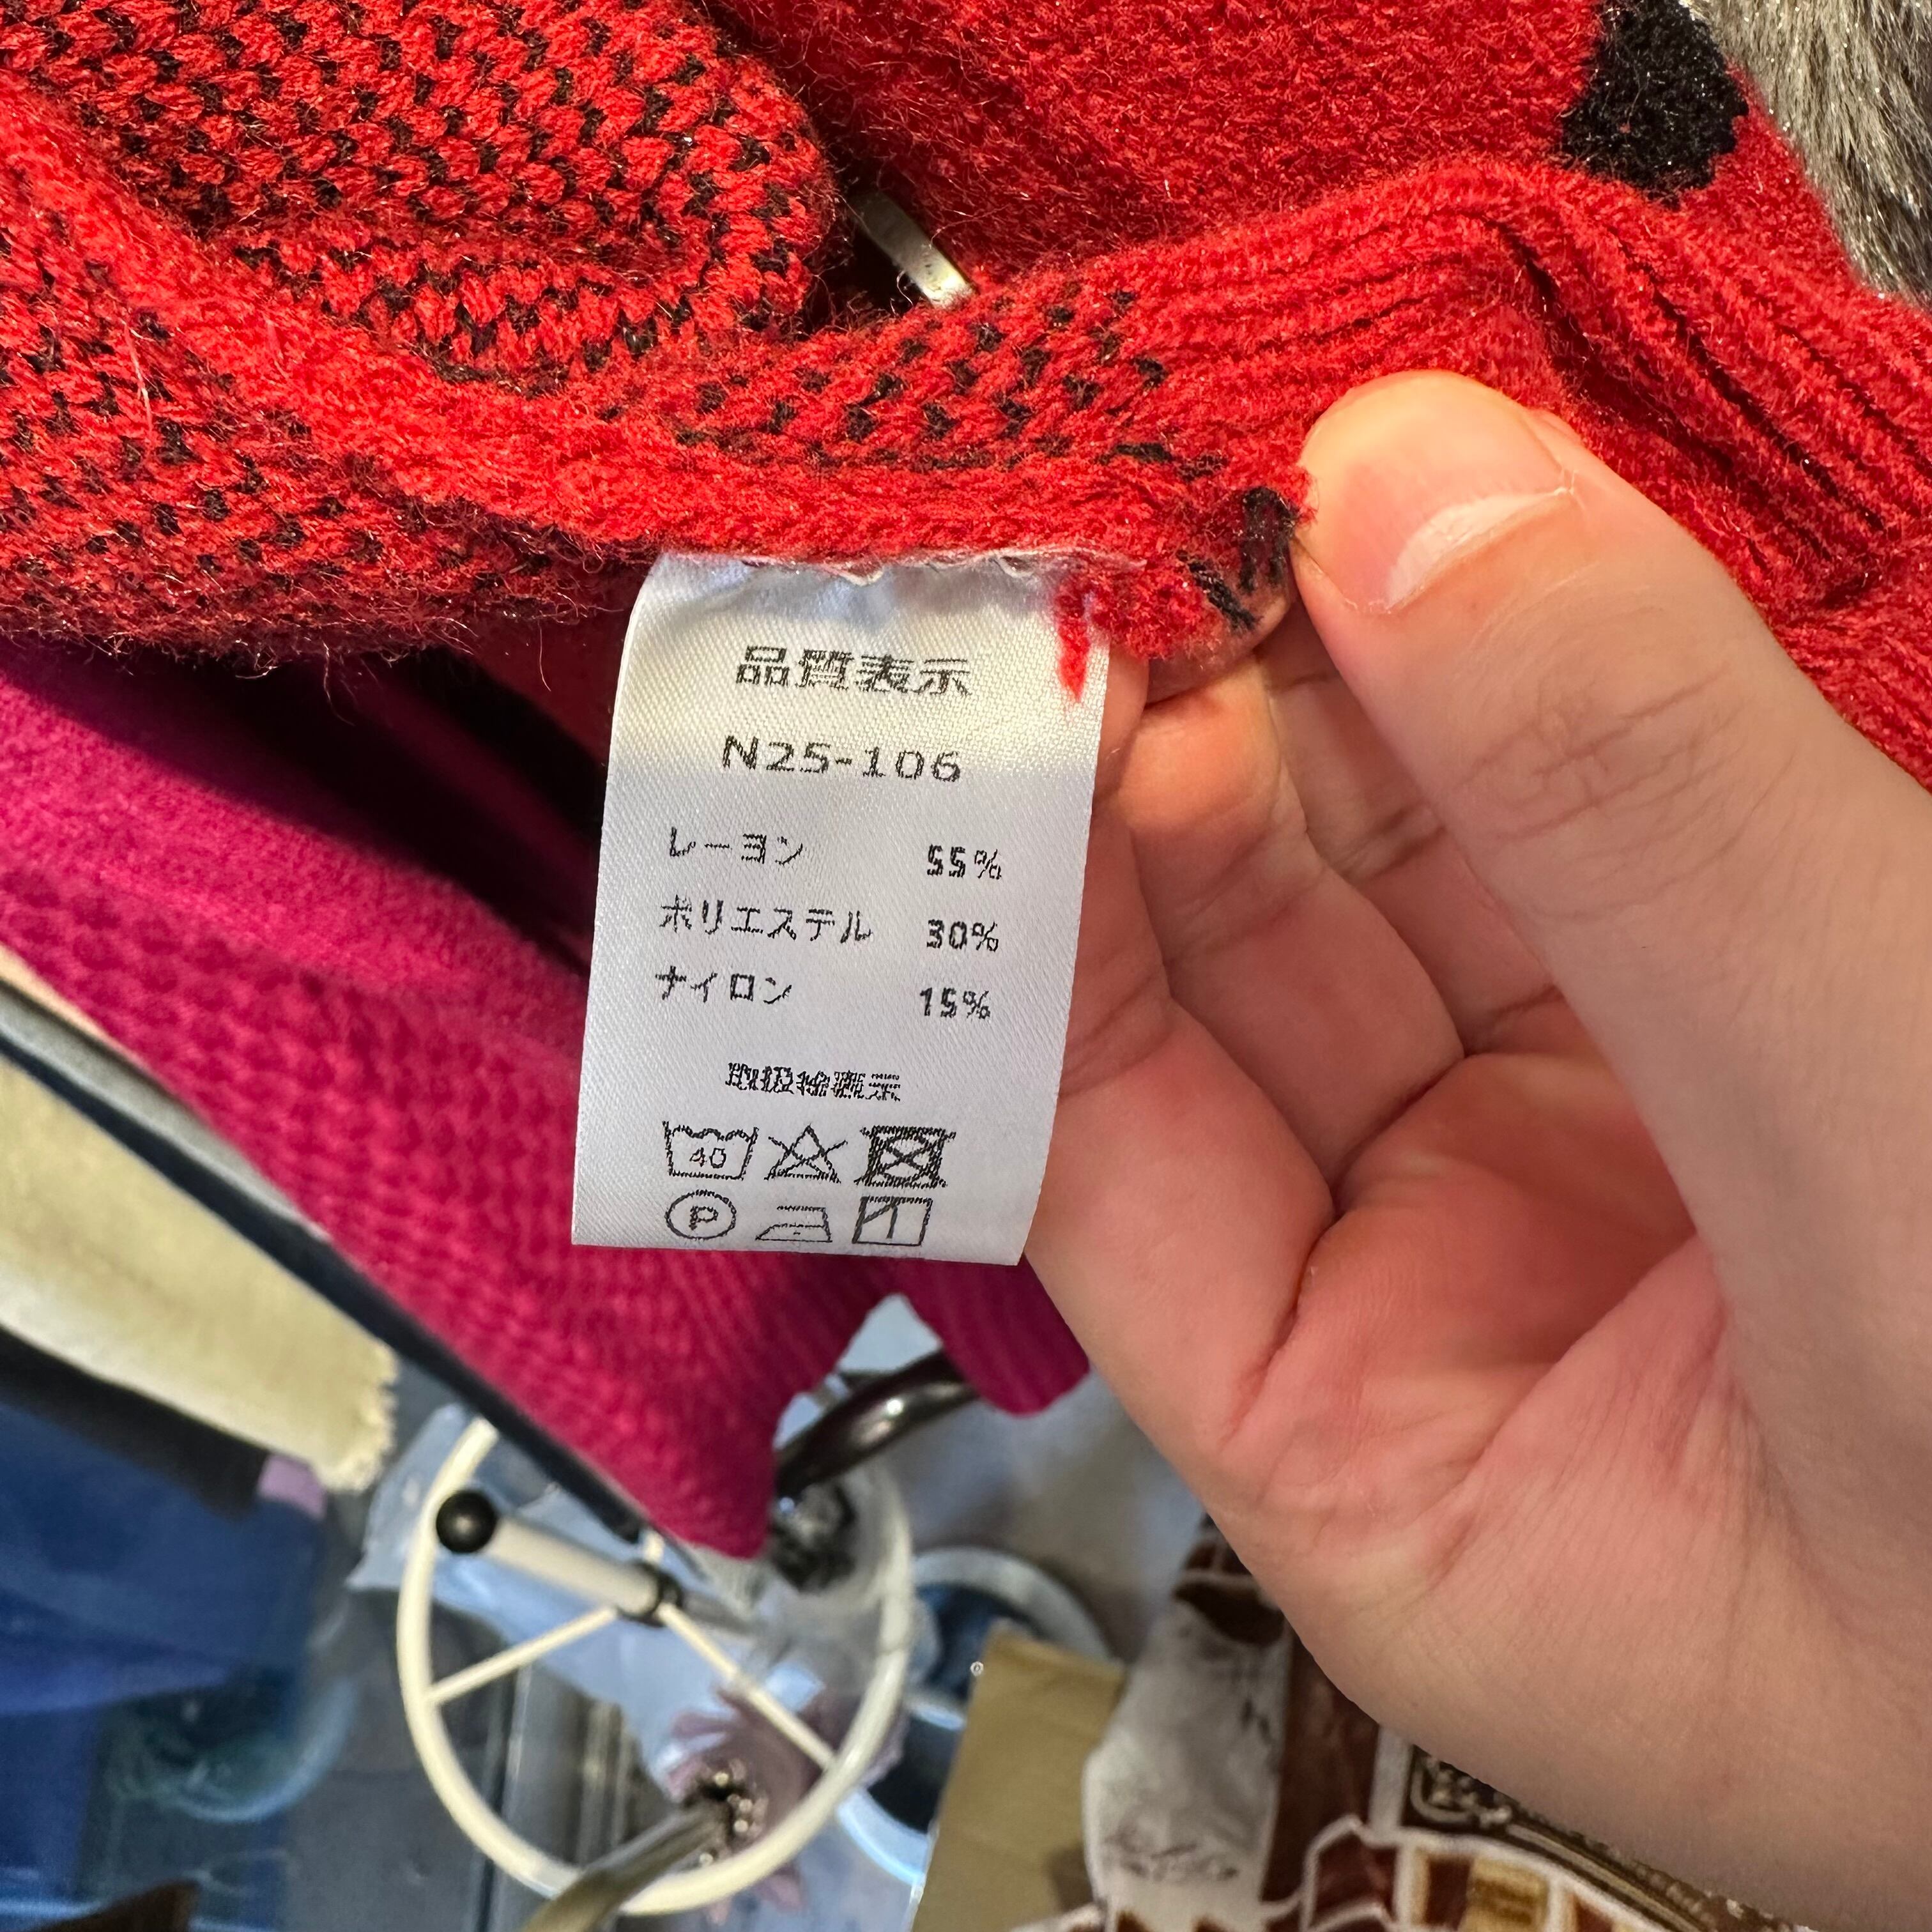 品質表示
N25-106
レーヨン 55%
ポリエステル 30%
ナイロン 15%
取扱絵表示
40
P